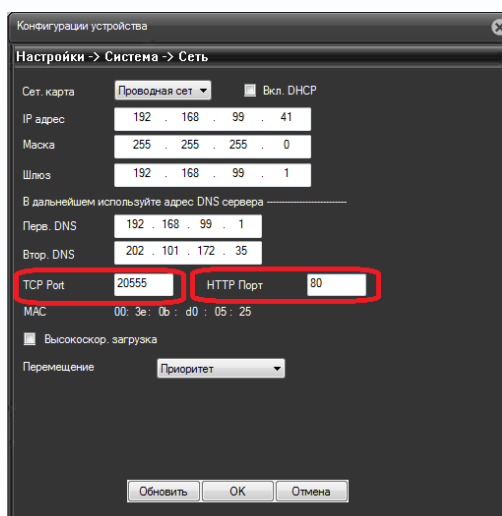 Конфигурации устройства
Настройки -> Система -> Сеть
Сет. карта Проводная сет Вкл. DHCP
IP адрес 192 . 168 . 99 . 41
Маска 255 . 255 . 255 . 0
Шлюз 192 . 168 . 99 . 1
В дальнейшем используйте адрес DNS сервера --------------------------
Перв. DNS 192 . 168 . 99 . 1
Втор. DNS 202 . 101 . 172 . 35
TCP Port 20555 HTTP Порт 80
MAC 00: 3e: 0b: d0: 05: 25
Высокоскор. загрузка
Перемещение Приоритет
Обновить OK Отмена